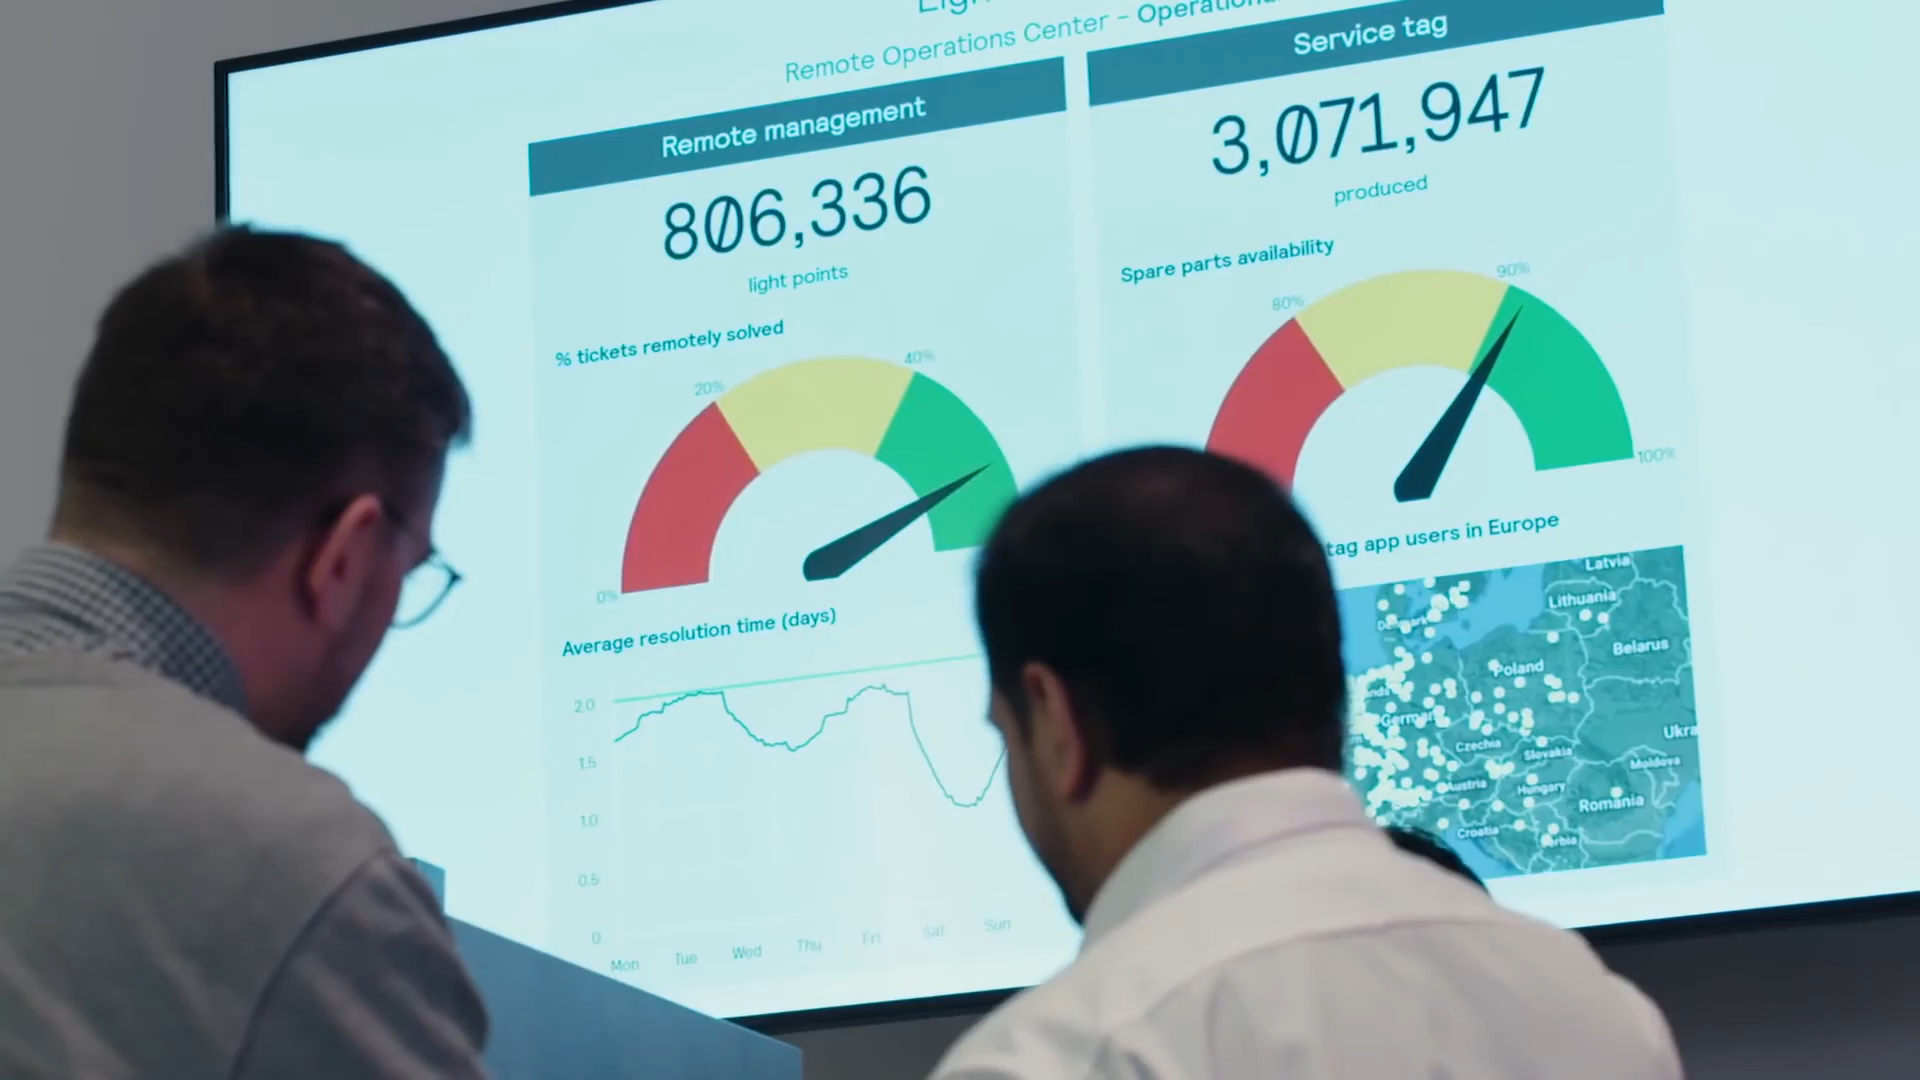 Remote Operations Center – Operational
Remote management
806,336
light points
% tickets remotely solved
0%
20%
40%
Average resolution time (days)
2.0
1.5
1.0
0.5
0
Mon Tue Wed Thu Fri Sat Sun
Service tag
3,071,947
produced
Spare parts availability
80%
90%
100%
tag app users in Europe
Latvia
Lithuania
Denmark
Belarus
Poland
Germany
Ukra
Czechia
Slovakia
Moldova
Austria
Hungary
Romania
Croatia
Serbia